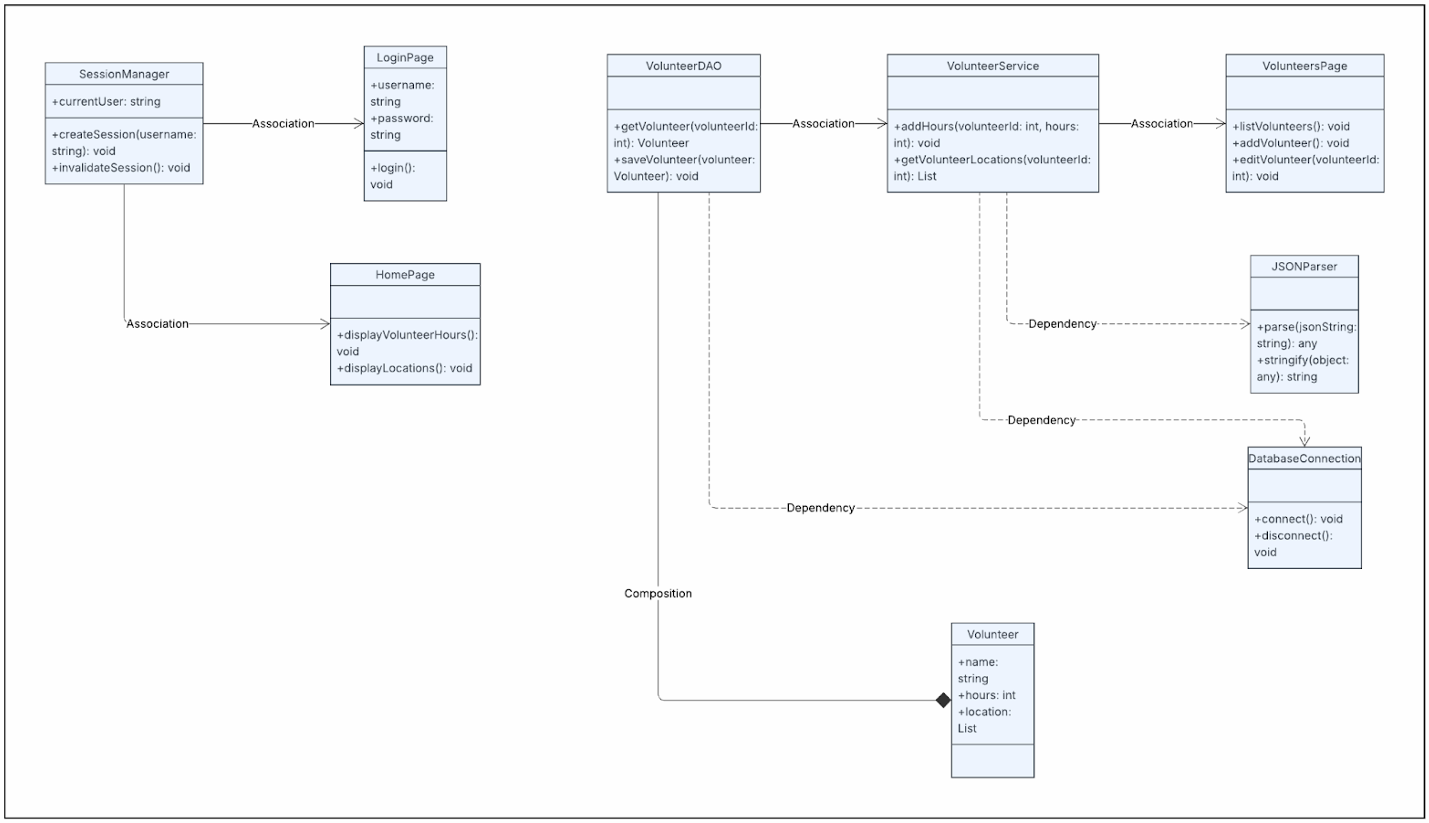 SessionManager
+currentUser: string
+createSession(username:
string): void
+invalidateSession(): void
Association
LoginPage
+username:
string
+password:
string
+login():
void
Association
HomePage
+displayVolunteerHours():
void
+displayLocations(): void
VolunteerDAO
+getVolunteer(volunteerId:
int): Volunteer
+saveVolunteer(volunteer:
Volunteer): void
Association
VolunteerService
+addHours(volunteerId: int, hours:
int): void
+getVolunteerLocations(volunteerId:
int): List
Association
VolunteersPage
+listVolunteers(): void
+addVolunteer(): void
+editVolunteer(volunteerId:
int): void
Dependency
JSONParser
+parse(jsonString:
string): any
+stringify(object:
any): string
Dependency
DatabaseConnection
+connect(): void
+disconnect():
void
Dependency
Composition
Volunteer
+name:
string
+hours: int
+location:
List